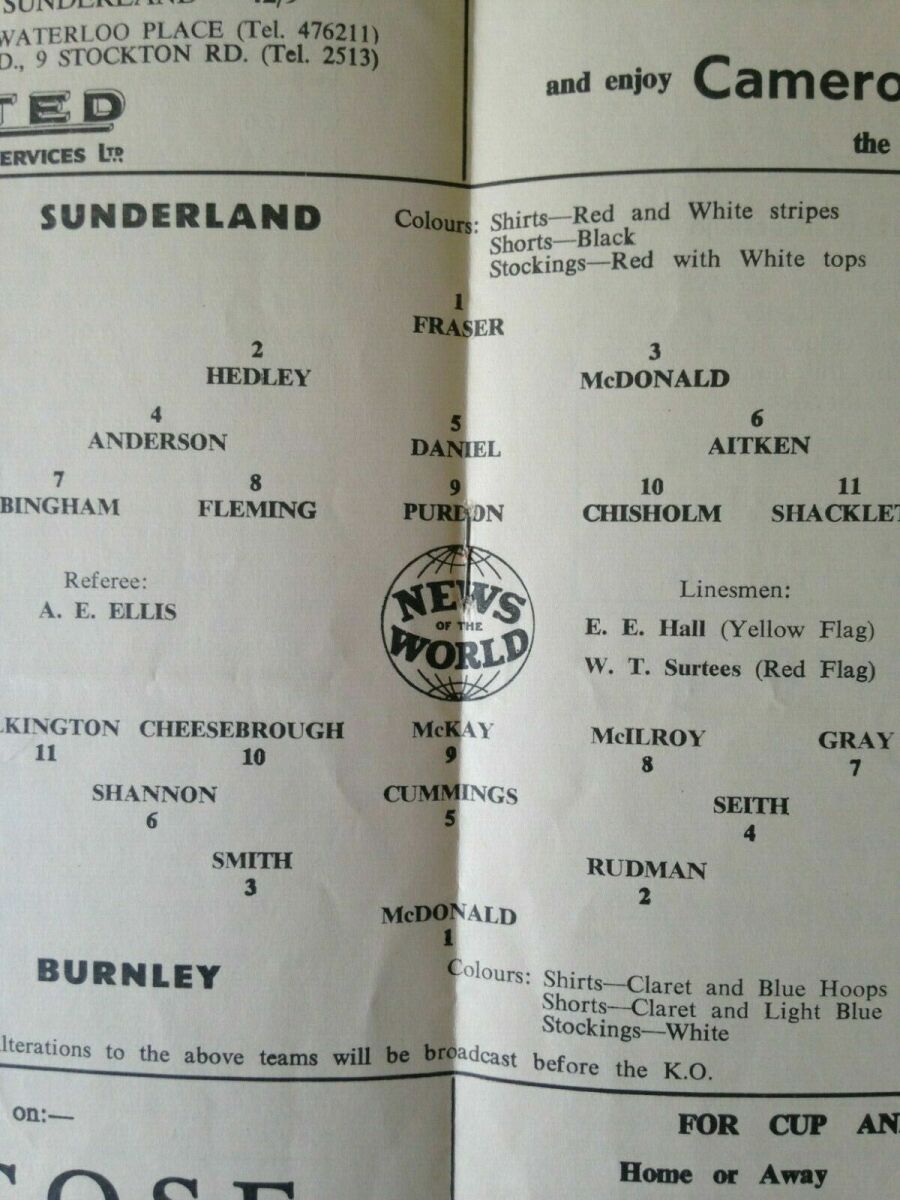 SUNDERLAND
WATERLOO PLACE (Tel. 476211)
D., 9 STOCKTON RD. (Tel. 2513)
TED
ERVICES LTD
and enjoy Camero
the
SUNDERLAND
Colours: Shirts—Red and White stripes
Shorts—Black
Stockings—Red with White tops
1
FRASER
2 3
HEDLEY McDONALD
4 5 6
ANDERSON DANIEL AITKEN
7 8 9 10 11
BINGHAM FLEMING PURDON CHISHOLM SHACKLET
Referee:
A. E. ELLIS
NEWS
OF THE
WORLD
Linesmen:
E. E. Hall (Yellow Flag)
W. T. Surtees (Red Flag)
LKINGTON CHEESEBROUGH McKAY McILROY GRAY
11 10 9 8 7
SHANNON CUMMINGS SEITH
6 5 4
SMITH RUDMAN
3 2
McDONALD
1
BURNLEY
Colours: Shirts—Claret and Blue Hoops
Shorts—Claret and Light Blue
Stockings—White
lterations to the above teams will be broadcast before the K.O.
on:—
OSE
FOR CUP AN
Home or Away